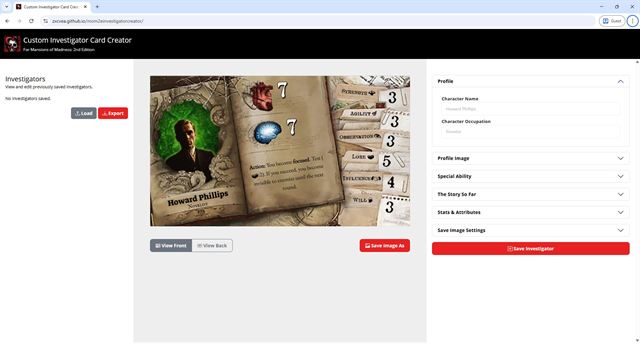 Custom Investigator Card Crea
zxcvea.github.io/mom2einvestigatorcreator/
Guest
Custom Investigator Card Creator
For Mansions of Madness: 2nd Edition
Investigators
View and edit previously saved investigators.
No investigators saved.
Load
Export
7
7
Action: You become focused. Test (
2). If you succeed, you become
invisible to enemies until the next
round.
Howard Phillips
Novelist
Strength
3
Agility
3
Observation
3
Lore
5
Influence
4
Will
3
View Front
View Back
Save Image As
Profile
Character Name
Howard Phillips
Character Occupation
Novelist
Profile Image
Special Ability
The Story So Far
Stats & Attributes
Save Image Settings
Save Investigator